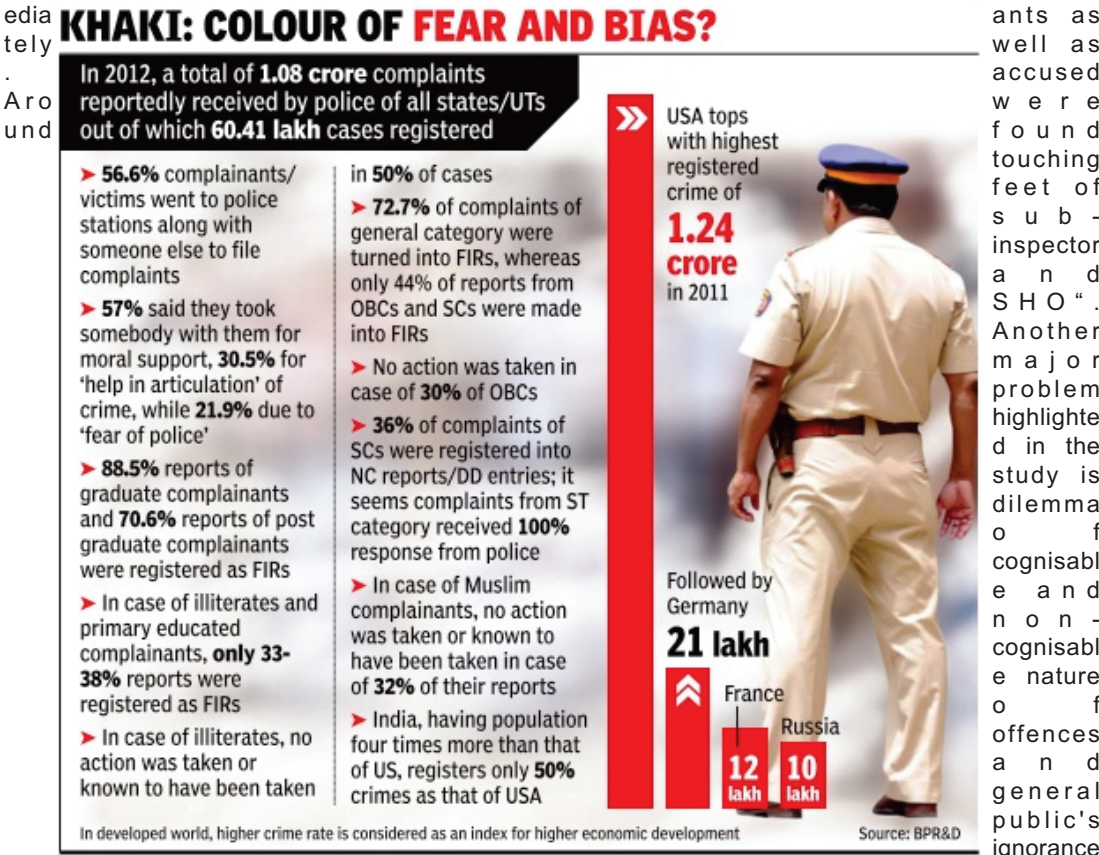 edia
tely
.
Aro
und
KHAKI: COLOUR OF FEAR AND BIAS?
In 2012, a total of 1.08 crore complaints
reportedly received by police of all states/UTs
out of which 60.41 lakh cases registered
➤ 56.6% complainants/
victims went to police
stations along with
someone else to file
complaints
➤ 57% said they took
somebody with them for
moral support, 30.5% for
‘help in articulation’ of
crime, while 21.9% due to
‘fear of police’
➤ 88.5% reports of
graduate complainants
and 70.6% reports of post
graduate complainants
were registered as FIRs
➤ In case of illiterates and
primary educated
complainants, only 33-
38% reports were
registered as FIRs
➤ In case of illiterates, no
action was taken or
known to have been taken
in 50% of cases
➤ 72.7% of complaints of
general category were
turned into FIRs, whereas
only 44% of reports from
OBCs and SCs were made
into FIRs
➤ No action was taken in
case of 30% of OBCs
➤ 36% of complaints of
SCs were registered into
NC reports/DD entries; it
seems complaints from ST
category received 100%
response from police
➤ In case of Muslim
complainants, no action
was taken or known to
have been taken in case
of 32% of their reports
➤ India, having population
four times more than that
of US, registers only 50%
crimes as that of USA
USA tops
with highest
registered
crime of
1.24
crore
in 2011
Followed by
Germany
21 lakh
France
12
lakh
Russia
10
lakh
In developed world, higher crime rate is considered as an index for higher economic development
Source: BPR&D
ants as
well as
accused
were
found
touching
feet of
sub-
inspector
and
SHO“.
Another
major
problem
highlighte
d in the
study is
dilemma
of
cognisabl
e and
non-
cognisabl
e nature
of
offences
and
general
public's
ignorance